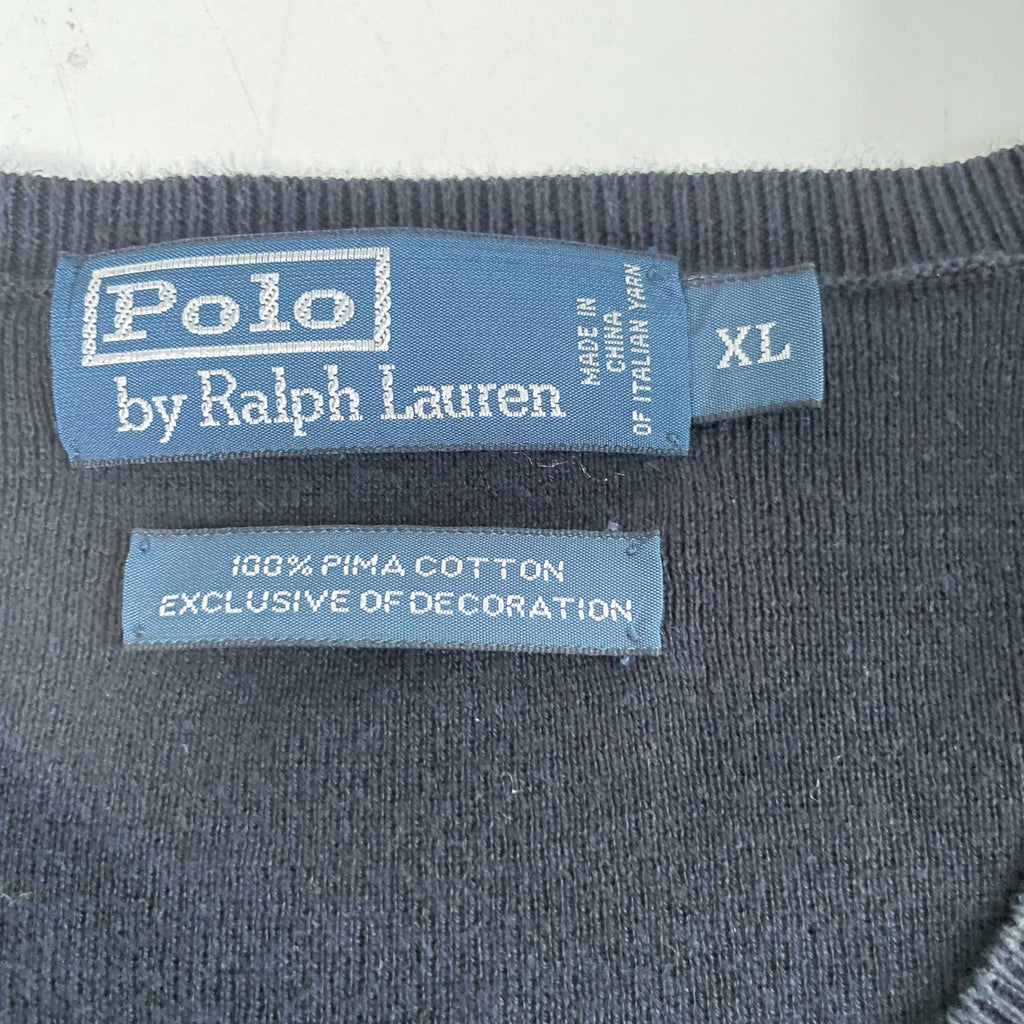 Polo
by Ralph Lauren
MADE IN
CHINA
OF ITALIAN YARN
XL
100% PIMA COTTON
EXCLUSIVE OF DECORATION